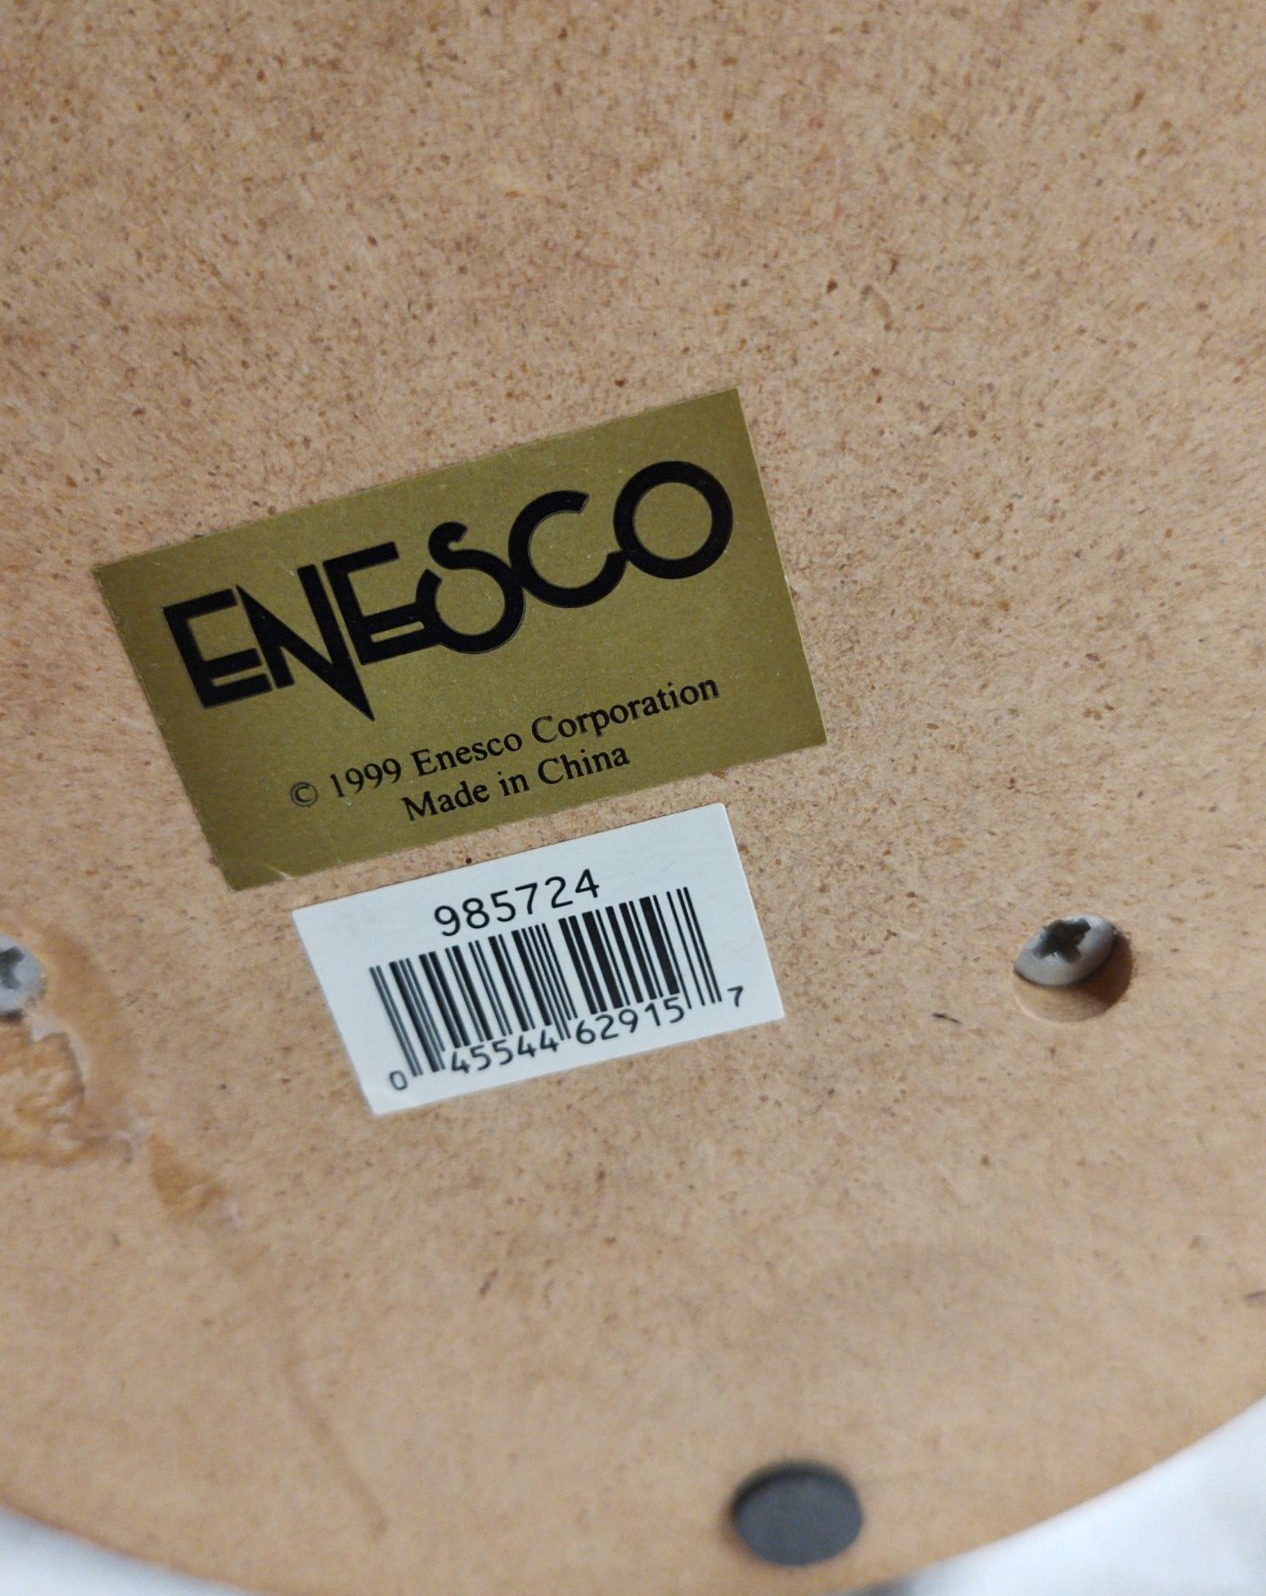 ENESCO
© 1999 Enesco Corporation
Made in China
985724
0 45544 62915 7